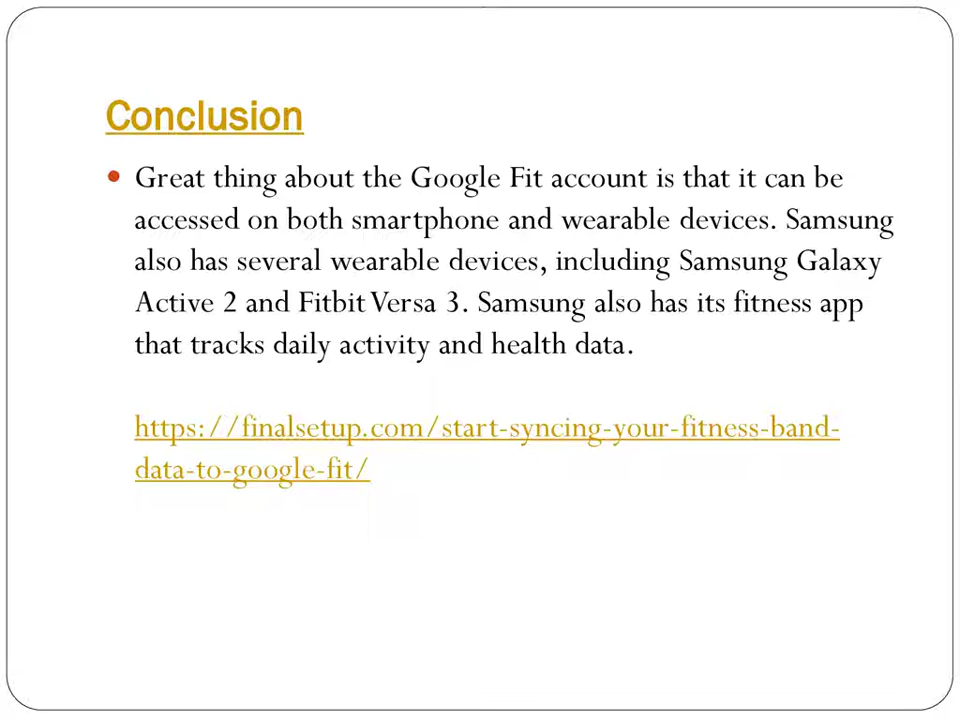 Conclusion
Great thing about the Google Fit account is that it can be
accessed on both smartphone and wearable devices. Samsung
also has several wearable devices, including Samsung Galaxy
Active 2 and Fitbit Versa 3. Samsung also has its fitness app
that tracks daily activity and health data.
https://finalsetup.com/start-syncing-your-fitness-band-
data-to-google-fit/